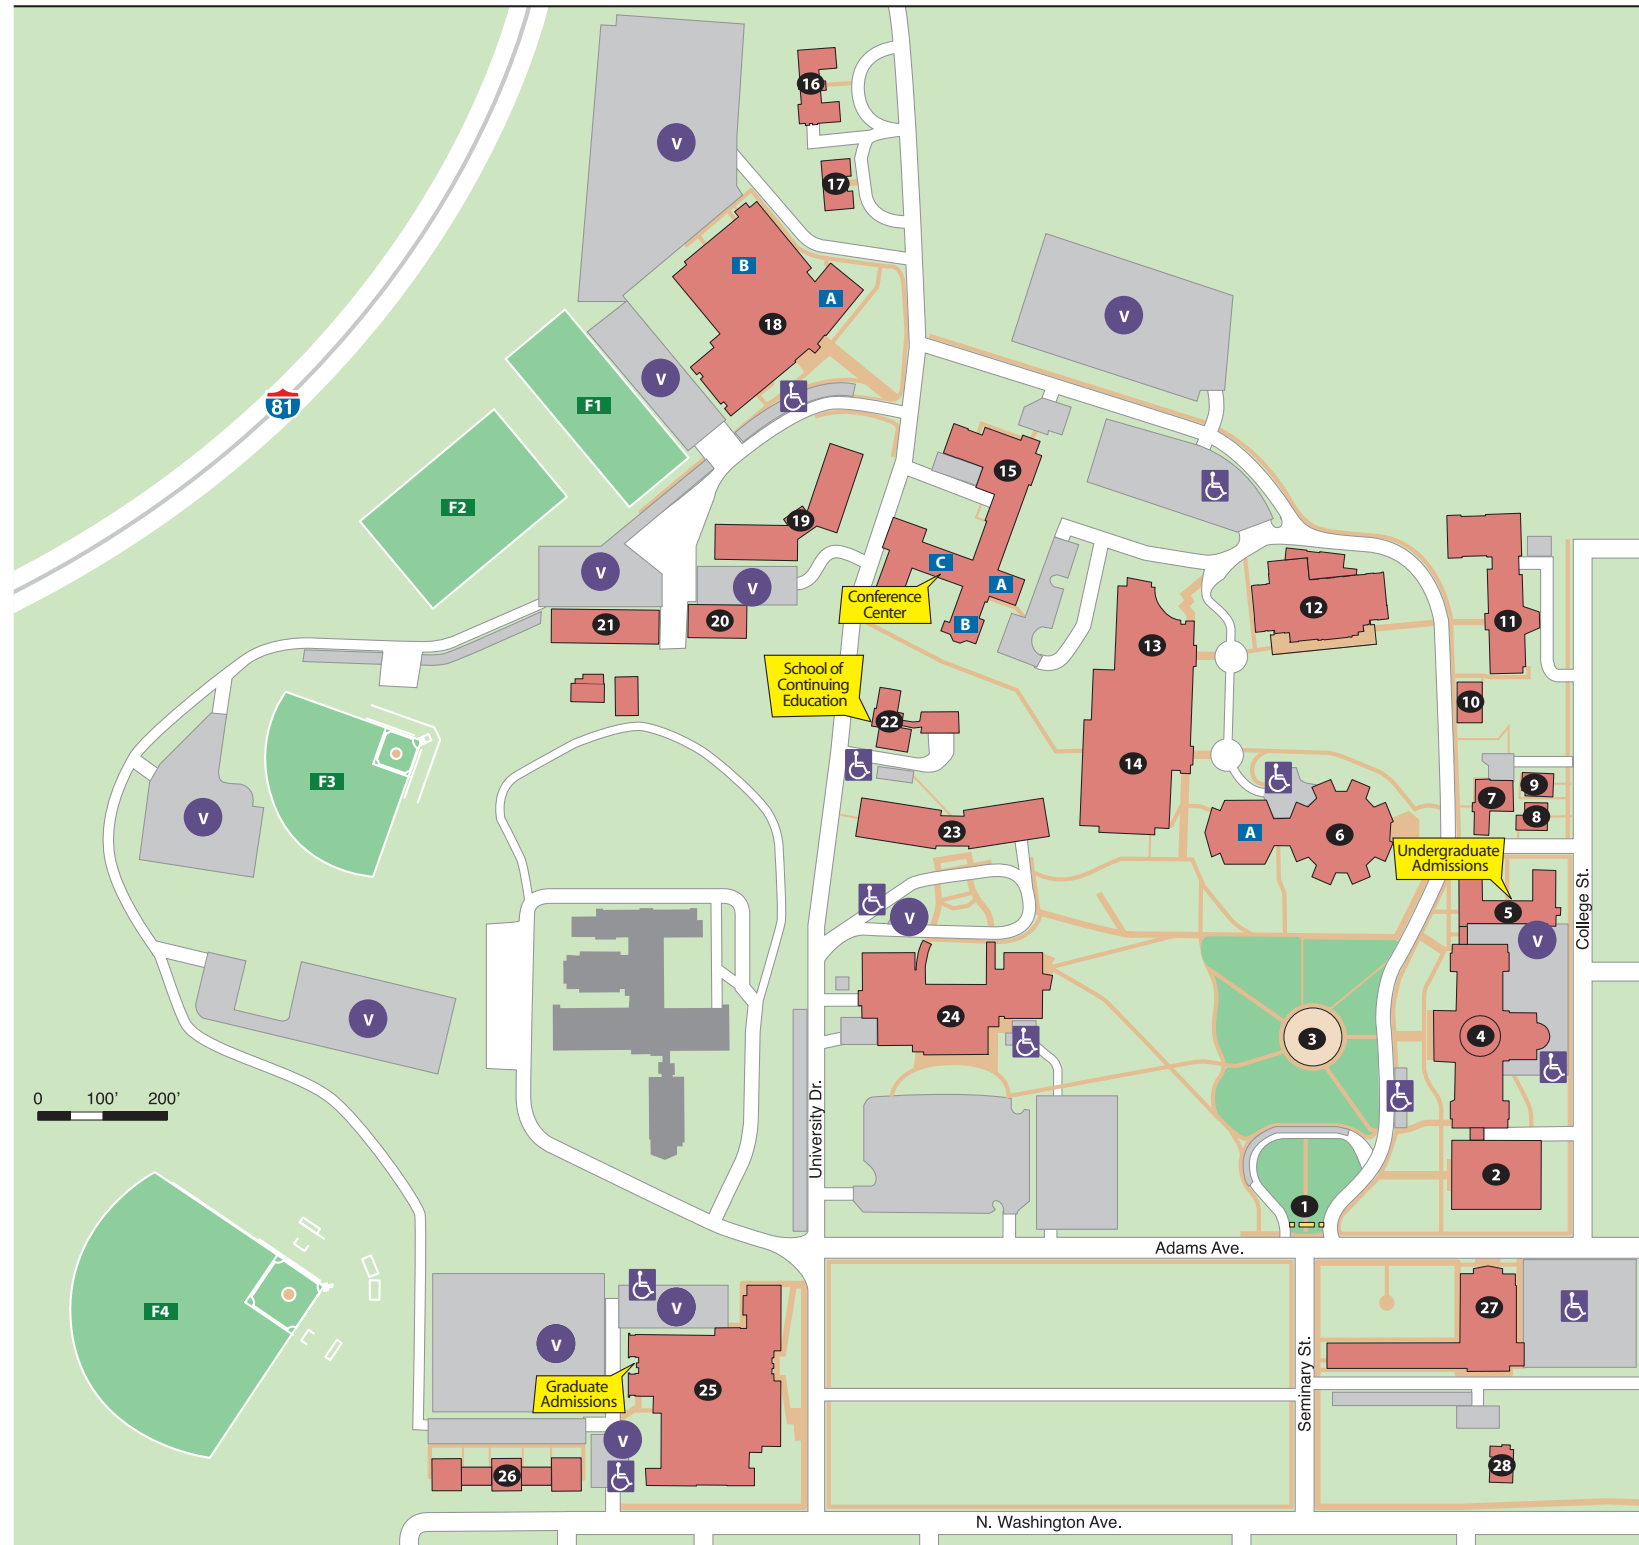 16
V
17
B
A
18
V
V
81
F1
F2
15
19
C
A
B
Conference
Center
V
V
20
21
12
11
13
School of
Continuing
Education
22
10
14
F3
V
7
9
8
A
6
23
Undergraduate
Admissions
5
V
College St.
V
24
3
4
V
0 100’ 200’
University Dr.
2
1
Adams Ave.
F4
V
V
27
Graduate
Admissions
25
Seminary St.
V
26
28
N. Washington Ave.